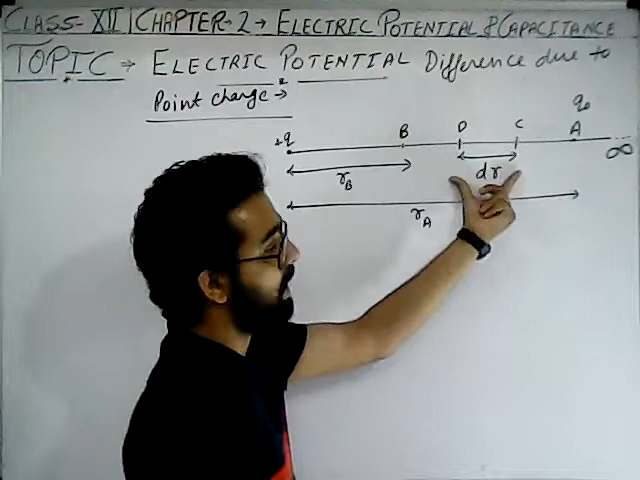 CLASS- XII | CHAPTER-2 → ELECTRIC POTENTIAL & CAPACITANCE
TOPIC → ELECTRIC POTENTIAL Difference due to
Point charge →
q₀
+q B D C A ∞
r_B dr
r_A